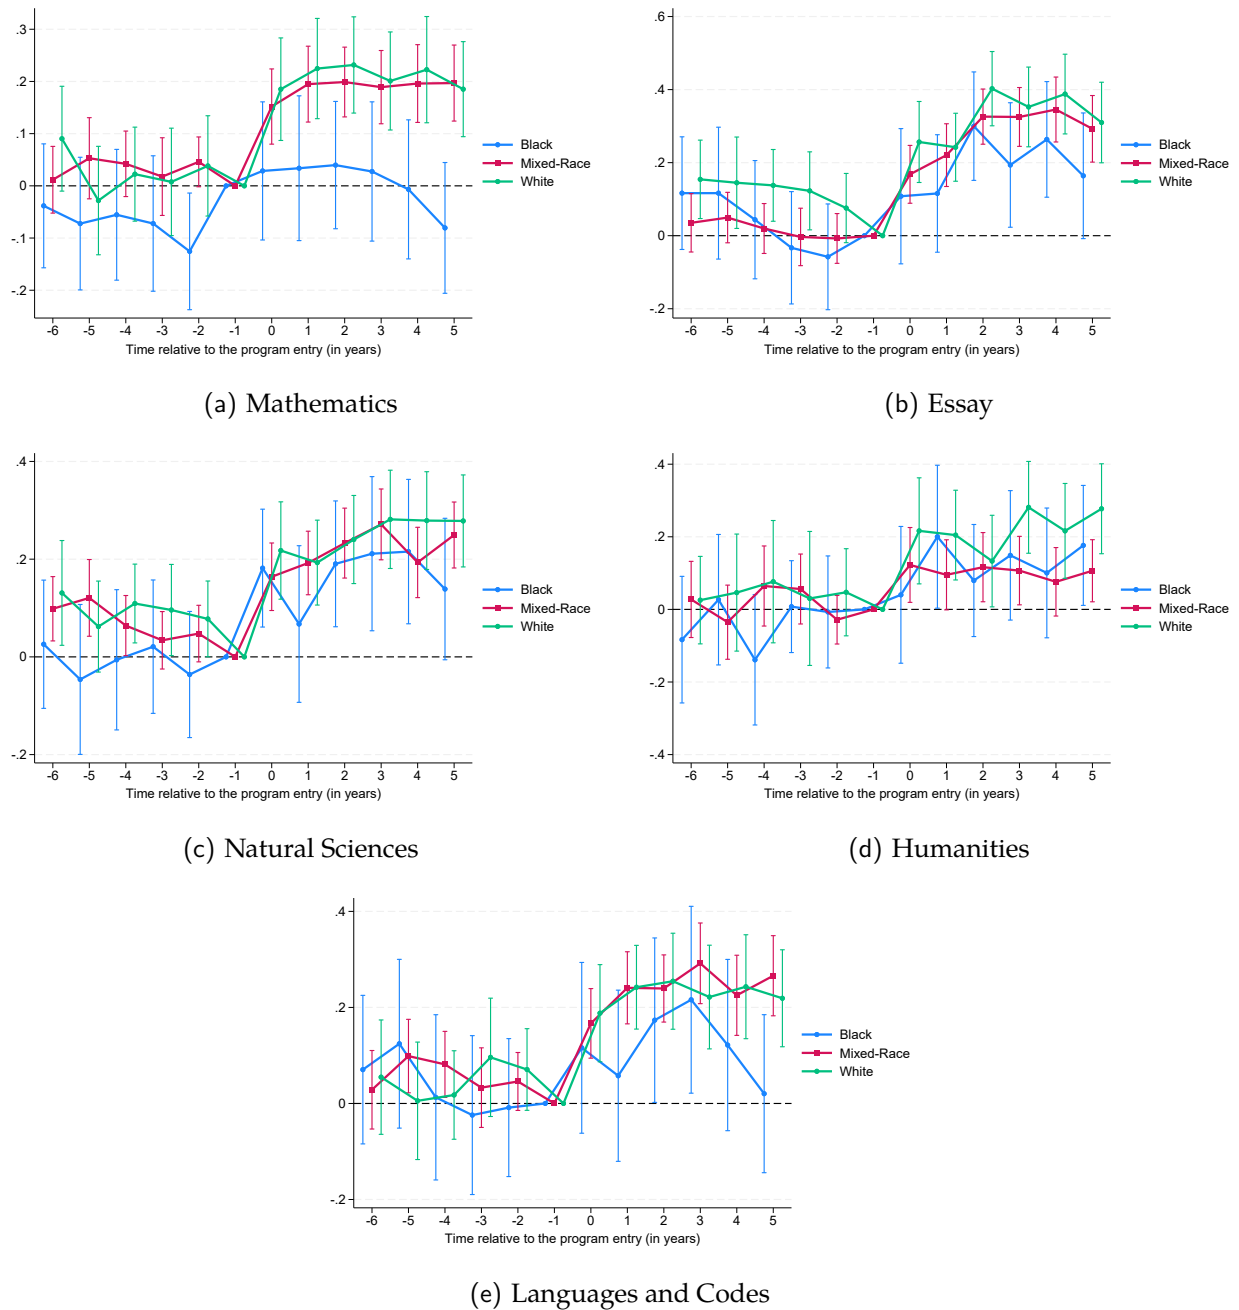 .3
.2
.1
0
-.1
-.2
-6 -5 -4 -3 -2 -1 0 1 2 3 4 5
Time relative to the program entry (in years)
Black
Mixed-Race
White
(a) Mathematics
.6
.4
.2
0
-.2
-6 -5 -4 -3 -2 -1 0 1 2 3 4 5
Time relative to the program entry (in years)
Black
Mixed-Race
White
(b) Essay
.4
.2
0
-.2
-6 -5 -4 -3 -2 -1 0 1 2 3 4 5
Time relative to the program entry (in years)
Black
Mixed-Race
White
(c) Natural Sciences
.4
.2
0
-.2
-.4
-6 -5 -4 -3 -2 -1 0 1 2 3 4 5
Time relative to the program entry (in years)
Black
Mixed-Race
White
(d) Humanities
.4
.2
0
-.2
-6 -5 -4 -3 -2 -1 0 1 2 3 4 5
Time relative to the program entry (in years)
Black
Mixed-Race
White
(e) Languages and Codes